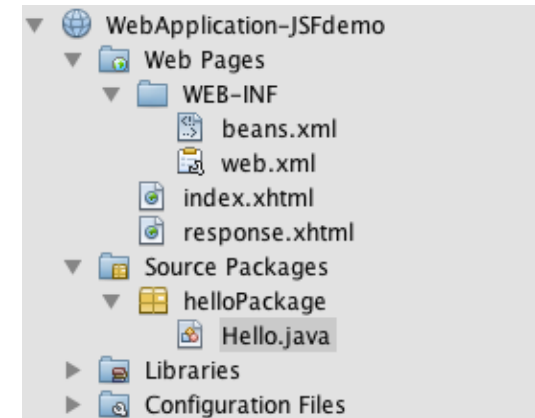 WebApplication-JSFdemo
Web Pages
WEB-INF
beans.xml
web.xml
index.xhtml
response.xhtml
Source Packages
helloPackage
Hello.java
Libraries
Configuration Files